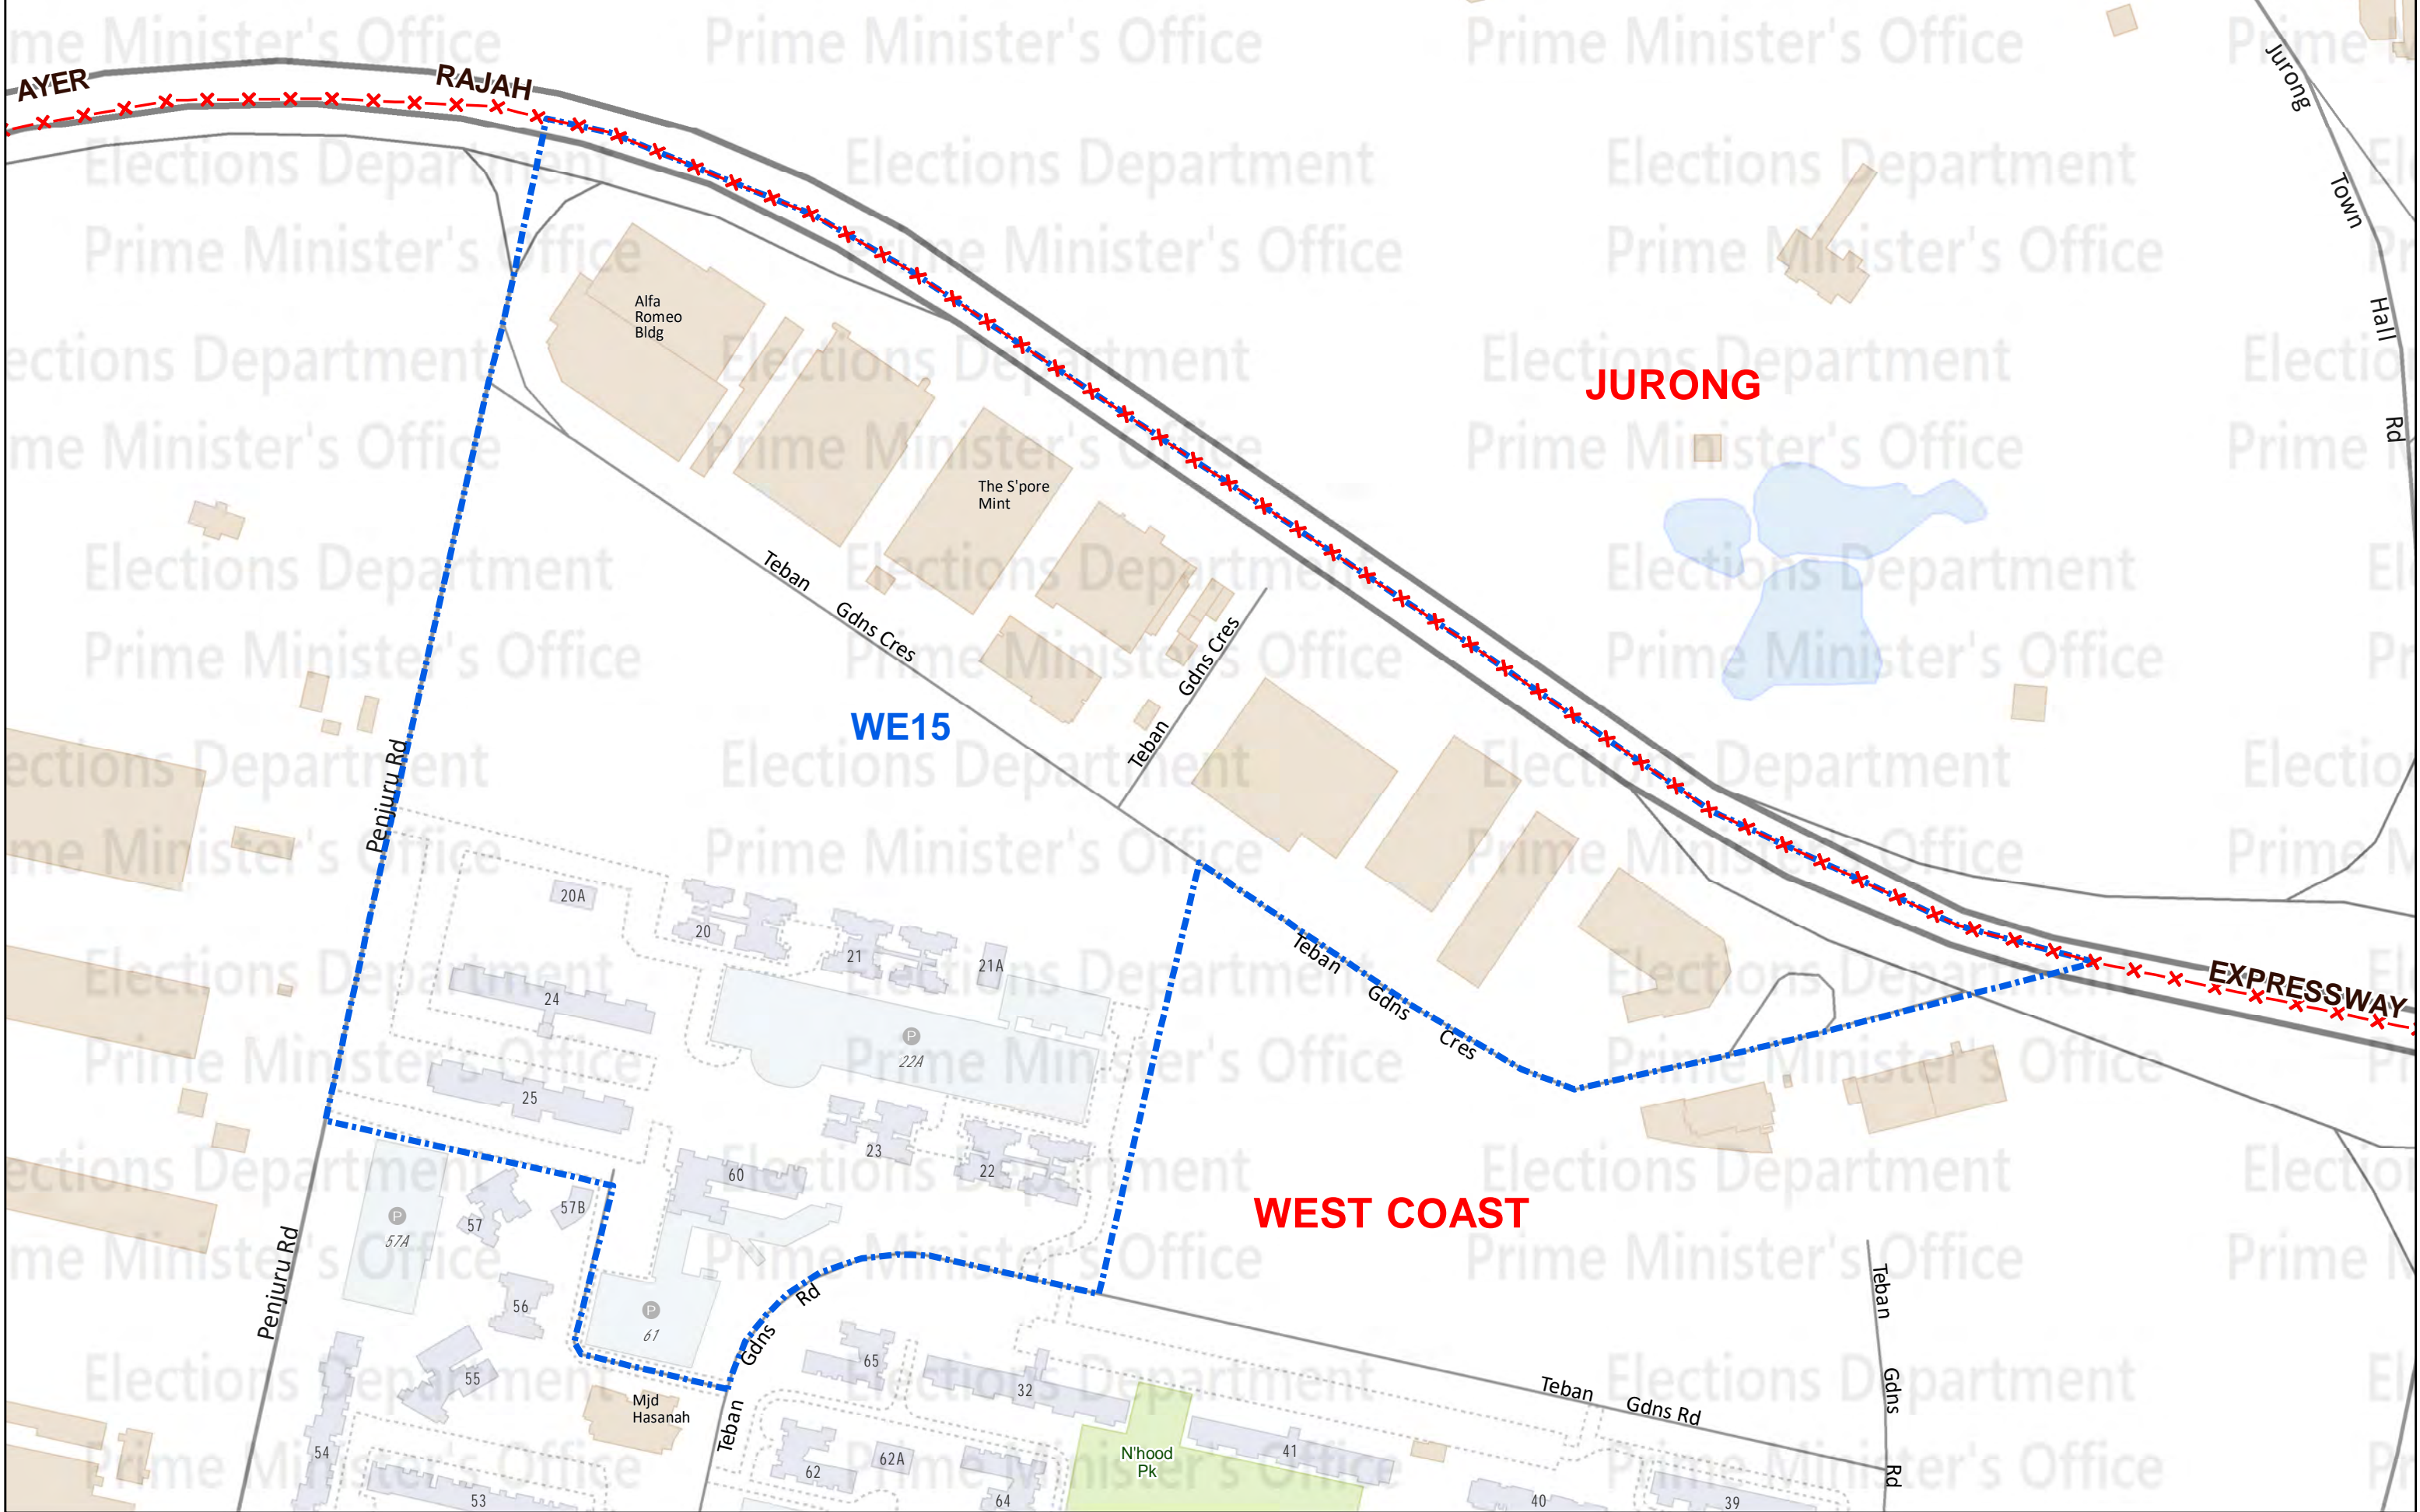 AYER
RAJAH
EXPRESSWAY
Jurong
Town
Hall
Rd
JURONG
WEST COAST
WE15
Alfa
Romeo
Bldg
The S'pore
Mint
Teban
Gdns Cres
Teban
Gdns Cres
Teban
Gdns
Cres
Penjuru Rd
Penjuru Rd
20A
20
21
21A
24
22A
P
25
23
22
60
57B
57
57A
P
56
61
P
55
54
53
Mjd
Hasanah
Teban
Gdns
Rd
65
32
62
62A
64
N'hood
Pk
41
40
39
Teban
Gdns Rd
Teban
Gdns
Rd
Elections Department
Prime Minister's Office